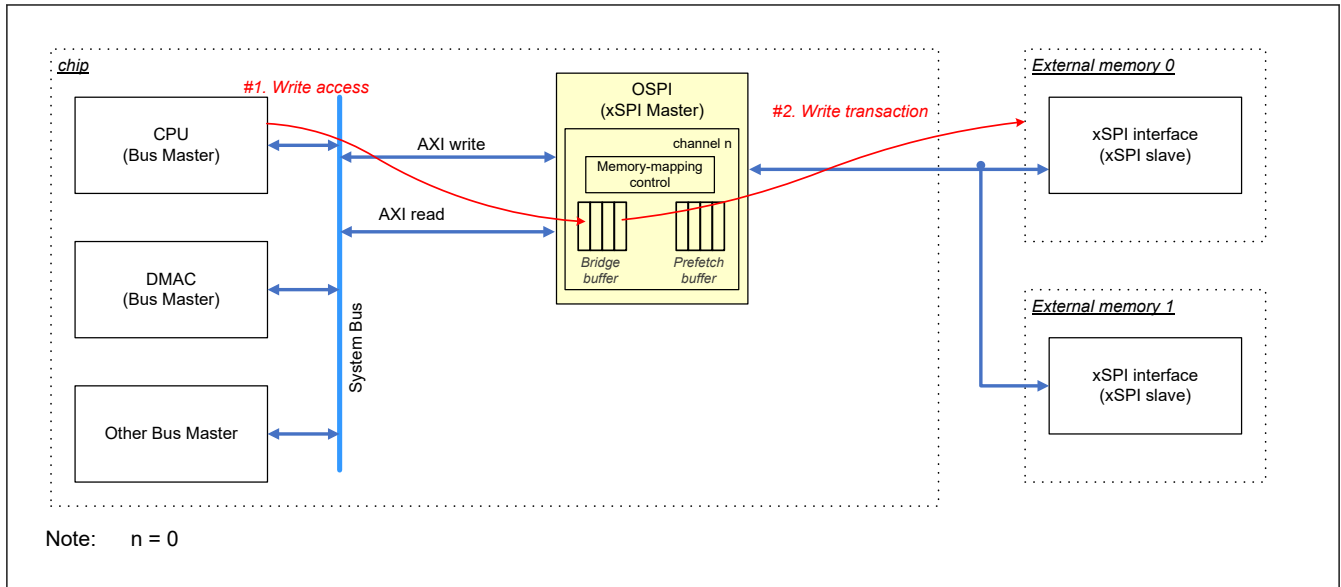 chip
#1. Write access
CPU
(Bus Master)
DMAC
(Bus Master)
Other Bus Master
System Bus
AXI write
AXI read
OSPI
(xSPI Master)
channel n
Memory-mapping
control
Bridge
buffer
Prefetch
buffer
#2. Write transaction
External memory 0
xSPI interface
(xSPI slave)
External memory 1
xSPI interface
(xSPI slave)
Note: n = 0